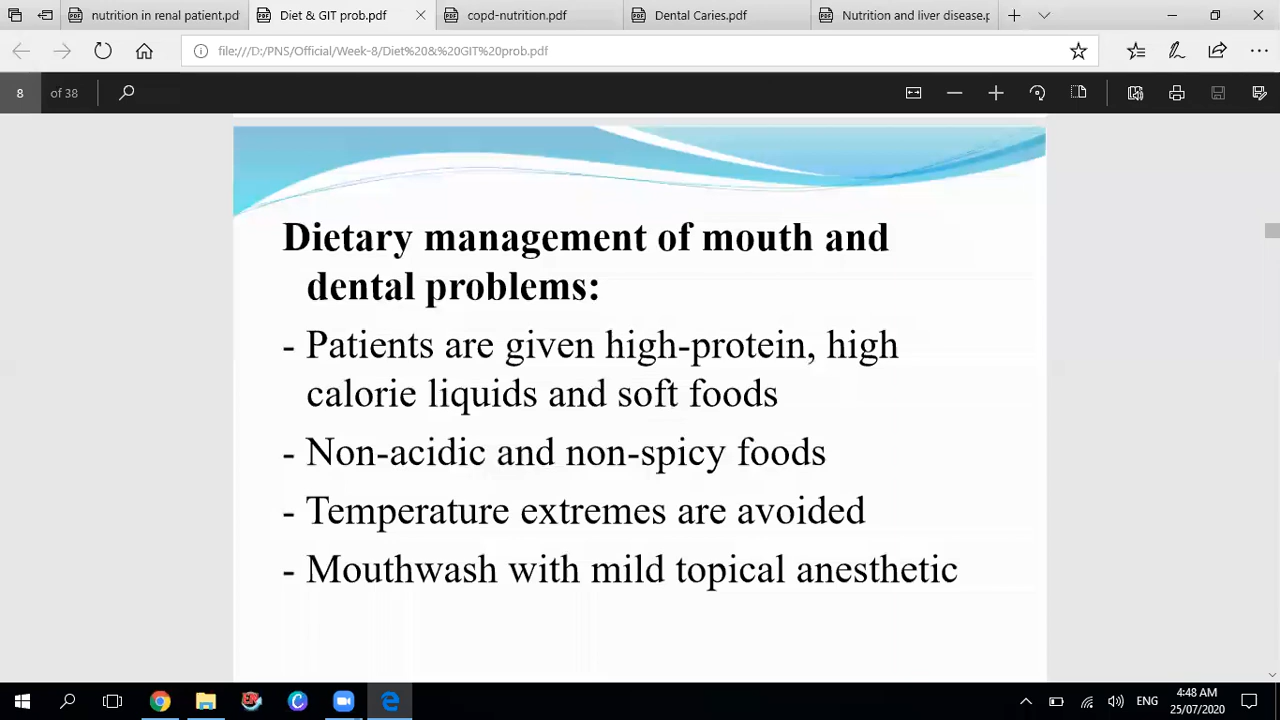 nutrition in renal patient.pd
Diet & GIT prob.pdf
copd-nutrition.pdf
Dental Caries.pdf
Nutrition and liver disease.p
file:///D:/PNS/Official/Week-8/Diet%20&%20GIT%20prob.pdf
8 of 38
Dietary management of mouth and
dental problems:
- Patients are given high-protein, high
calorie liquids and soft foods
- Non-acidic and non-spicy foods
- Temperature extremes are avoided
- Mouthwash with mild topical anesthetic
ENG
4:48 AM
25/07/2020